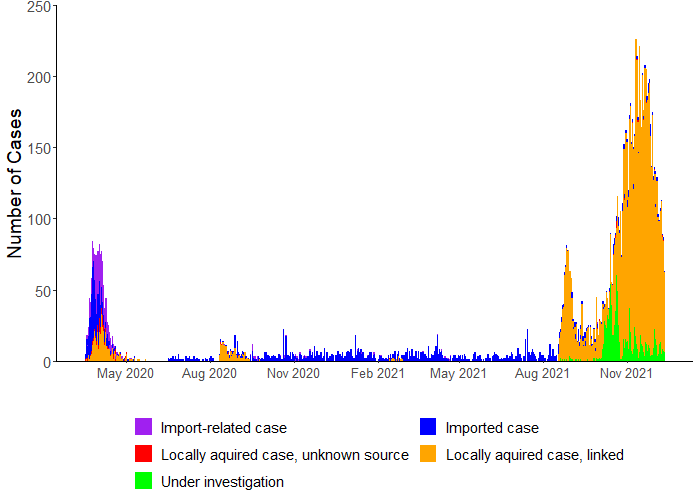 250
200
150
100
50
0
Number of Cases
May 2020 Aug 2020 Nov 2020 Feb 2021 May 2021 Aug 2021 Nov 2021
Import-related case Imported case
Locally aquired case, unknown source Locally aquired case, linked
Under investigation